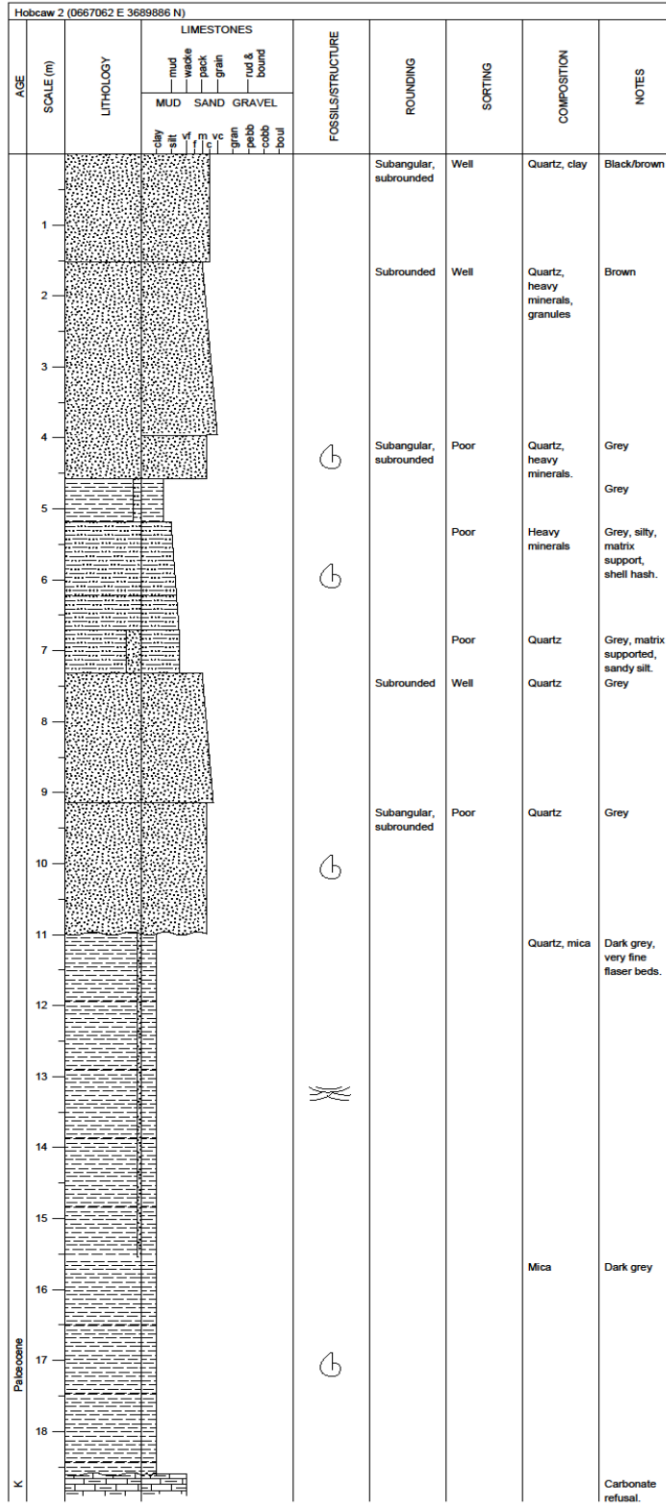 Hobcaw 2 (0667062 E 3689886 N)
AGE
SCALE (m)
LITHOLOGY
LIMESTONES
mud
wacke
pack
grain
rud &
bound
MUD SAND GRAVEL
clay
silt
vf
f
m
c
vc
gran
pebb
cobb
boul
FOSSILS/STRUCTURE
ROUNDING
SORTING
COMPOSITION
NOTES
Subangular,
subrounded
Well
Quartz, clay
Black/brown
1
Subrounded
Well
Quartz,
heavy
minerals,
granules
Brown
2
3
4
Subangular,
subrounded
Poor
Quartz,
heavy
minerals.
Grey
Grey
5
Poor
Heavy
minerals
Grey, silty,
matrix
support,
shell hash.
6
7
Poor
Quartz
Grey, matrix
supported,
sandy silt.
Subrounded
Well
Quartz
Grey
8
9
Subangular,
subrounded
Poor
Quartz
Grey
10
11
Quartz, mica
Dark grey,
very fine
flaser beds.
12
13
14
15
Mica
Dark grey
16
17
Paleocene
18
K
Carbonate
refusal.